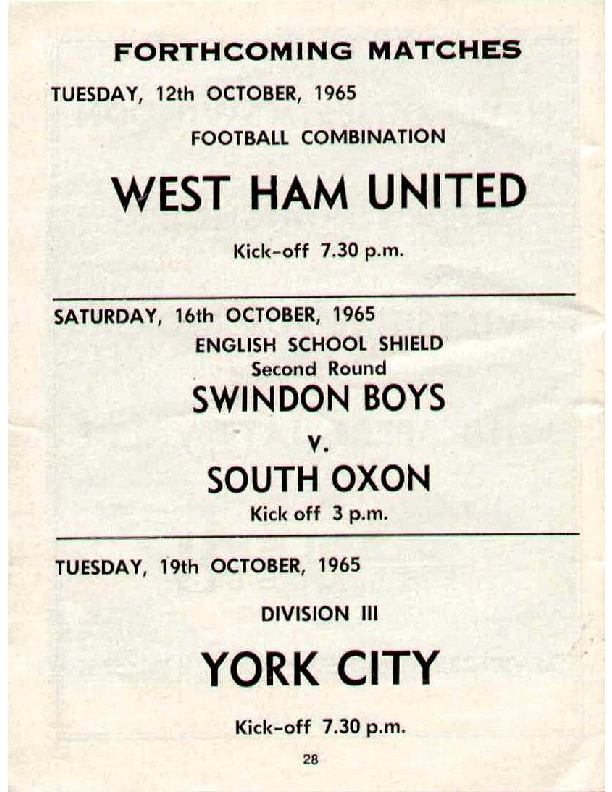 FORTHCOMING MATCHES
TUESDAY, 12th OCTOBER, 1965
FOOTBALL COMBINATION
WEST HAM UNITED
Kick-off 7.30 p.m.
SATURDAY, 16th OCTOBER, 1965
ENGLISH SCHOOL SHIELD
Second Round
SWINDON BOYS
V.
SOUTH OXON
Kick off 3 p.m.
TUESDAY, 19th OCTOBER, 1965
DIVISION III
YORK CITY
Kick-off 7.30 p.m.
28